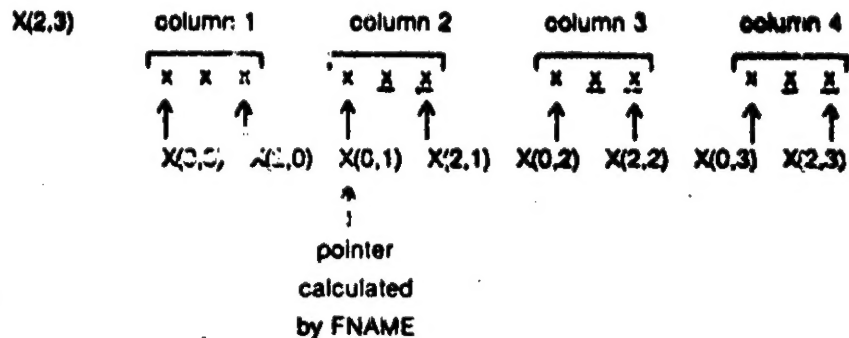 X(2,3) column 1 column 2 column 3 column 4
x x x x x x x x x x x x
X(0,1) X(2,1) X(0,2) X(2,2) X(0,3) X(2,3)
pointer
calculated
by FNAME